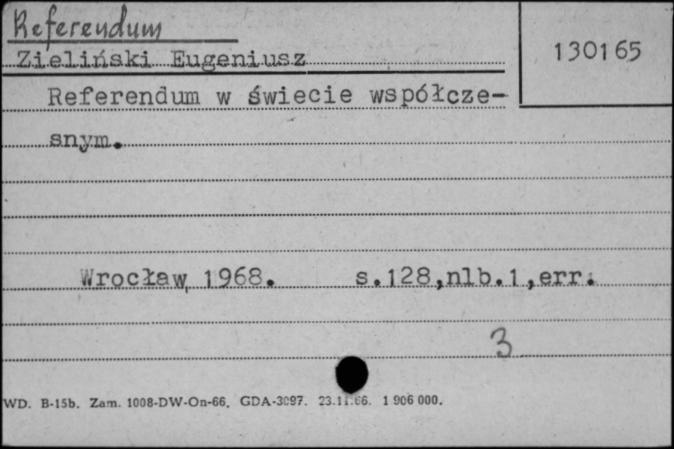 Referendum
Zieliński Eugeniusz
130165
Referendum w świecie współcze-
snym.
Wrocław 1968. s.128,nlb.1,err.
3
WD. B-15b. Zam. 1008-DW-On-66. GDA-3097. 23.11.66. 1 906 000.